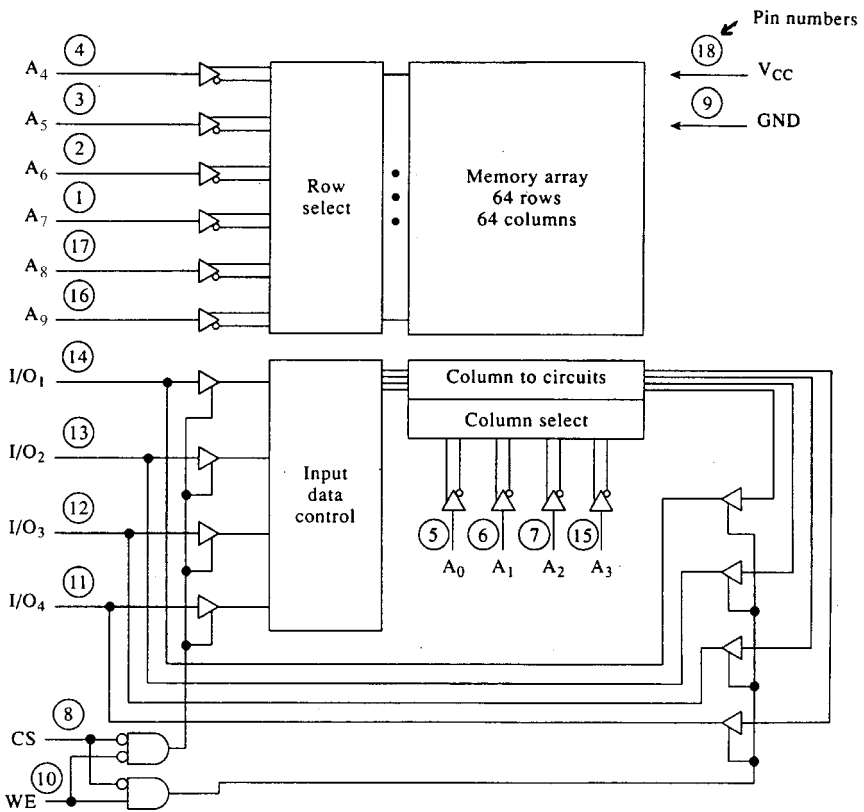 Pin numbers
A4 4
18 VCC
A5 3
9 GND
A6 2
A7 1
A8 17
A9 16
Row
select
Memory array
64 rows
64 columns
I/O1 14
I/O2 13
I/O3 12
I/O4 11
Input
data
control
Column to circuits
Column select
5 6 7 15
A0 A1 A2 A3
CS 8
WE 10